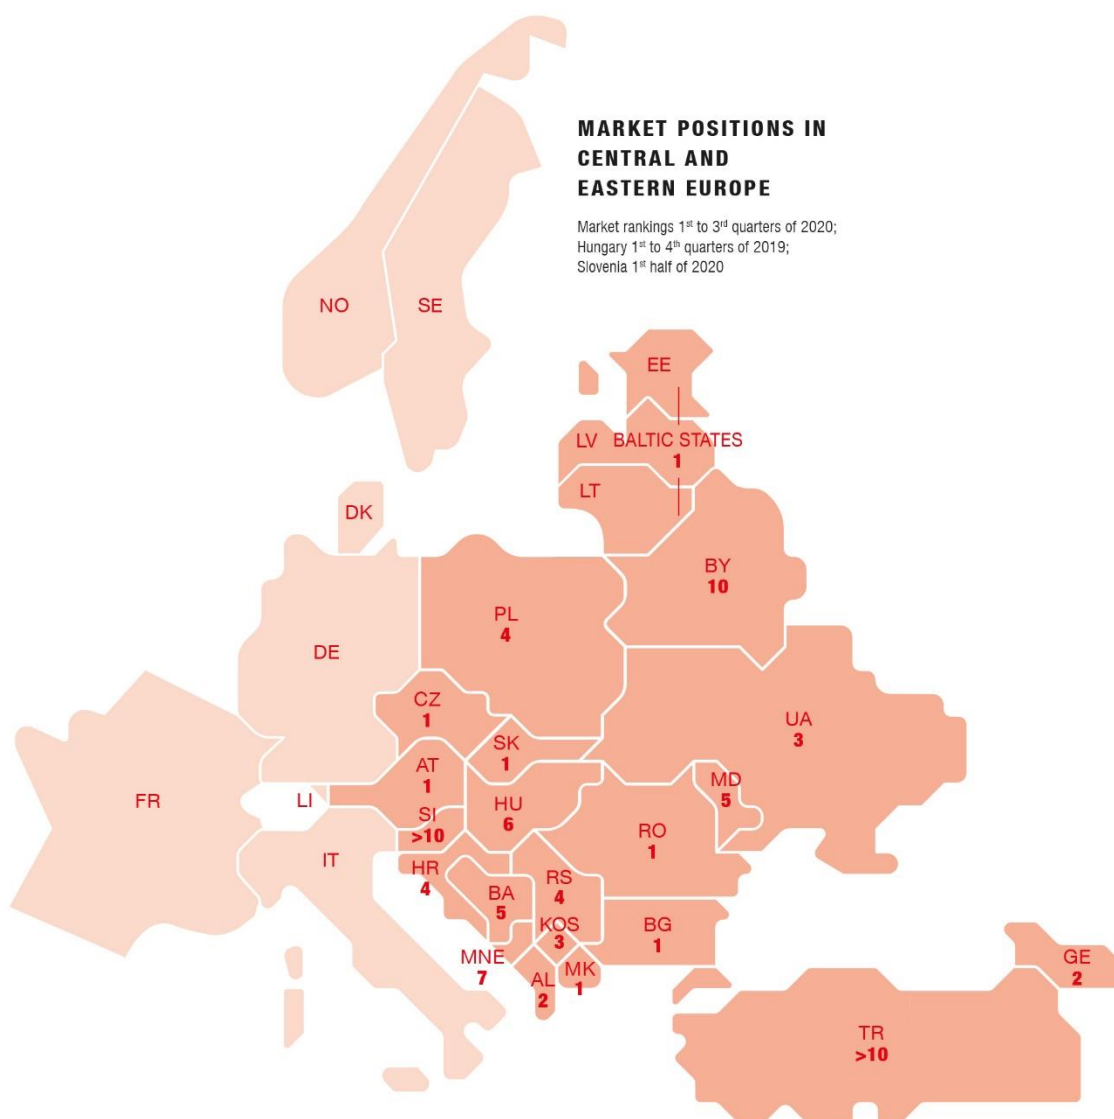 MARKET POSITIONS IN
CENTRAL AND
EASTERN EUROPE
Market rankings 1st to 3rd quarters of 2020;
Hungary 1st to 4th quarters of 2019;
Slovenia 1st half of 2020
NO
SE
EE
LV
BALTIC STATES
1
LT
DK
BY
10
PL
4
DE
CZ
1
UA
3
SK
1
AT
1
MD
5
FR
LI
HU
6
SI
>10
RO
1
IT
HR
4
RS
4
BA
5
KOS
3
BG
1
MNE
7
MK
1
AL
2
GE
2
TR
>10